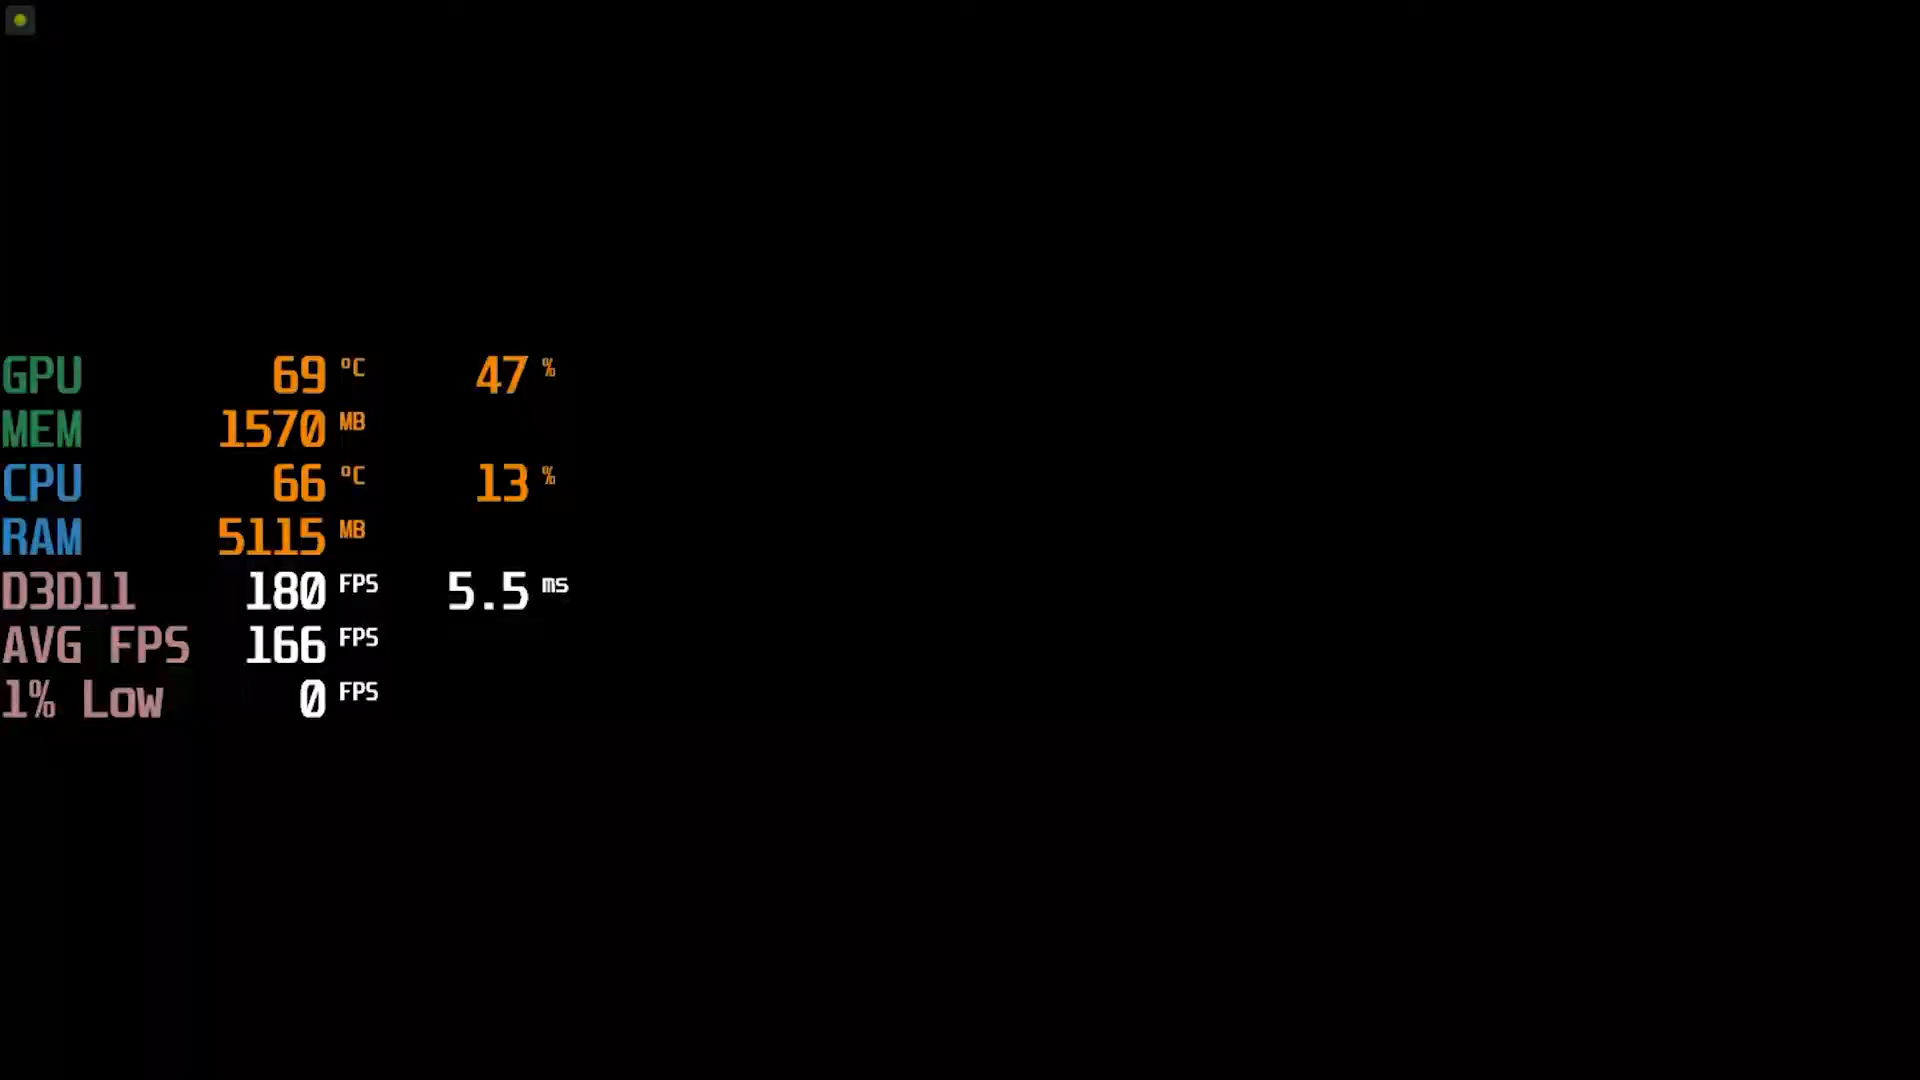 GPU 69 °C 47 %
MEM 1570 MB
CPU 66 °C 13 %
RAM 5115 MB
D3D11 180 FPS 5.5 ms
AVG FPS 166 FPS
1% Low 0 FPS